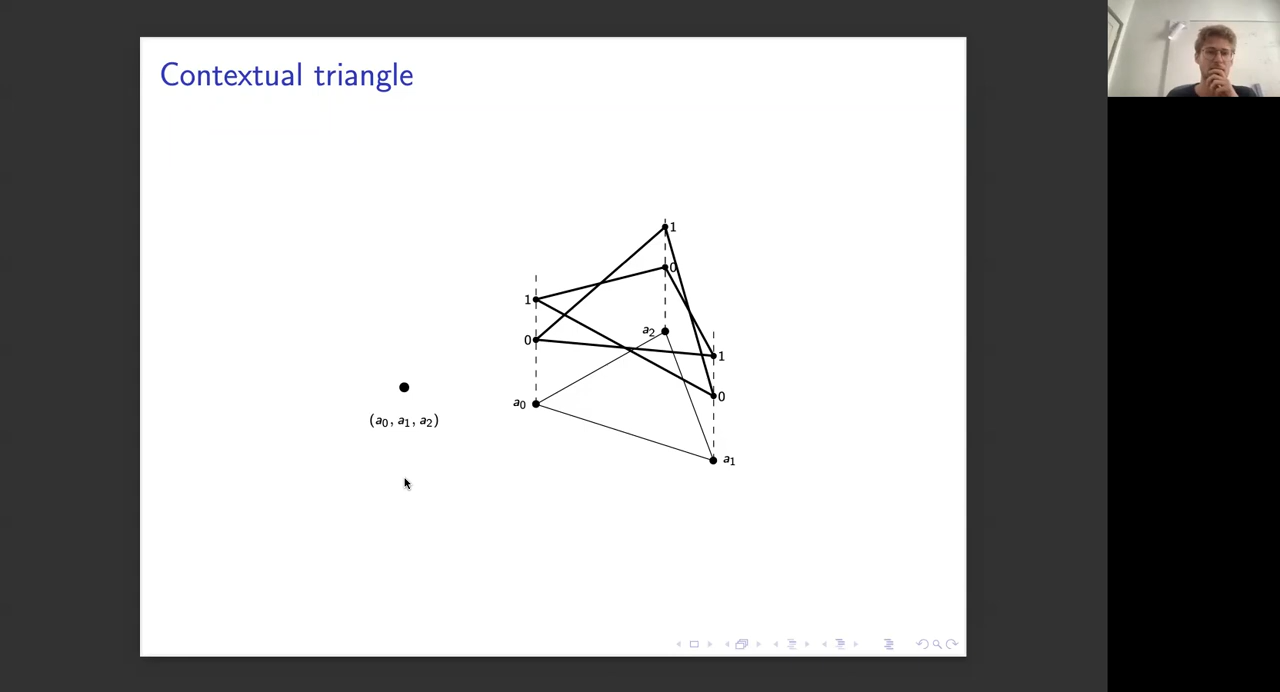 Contextual triangle
1
0
1
a₂
0
1
0
a₀
(a₀, a₁, a₂)
a₁